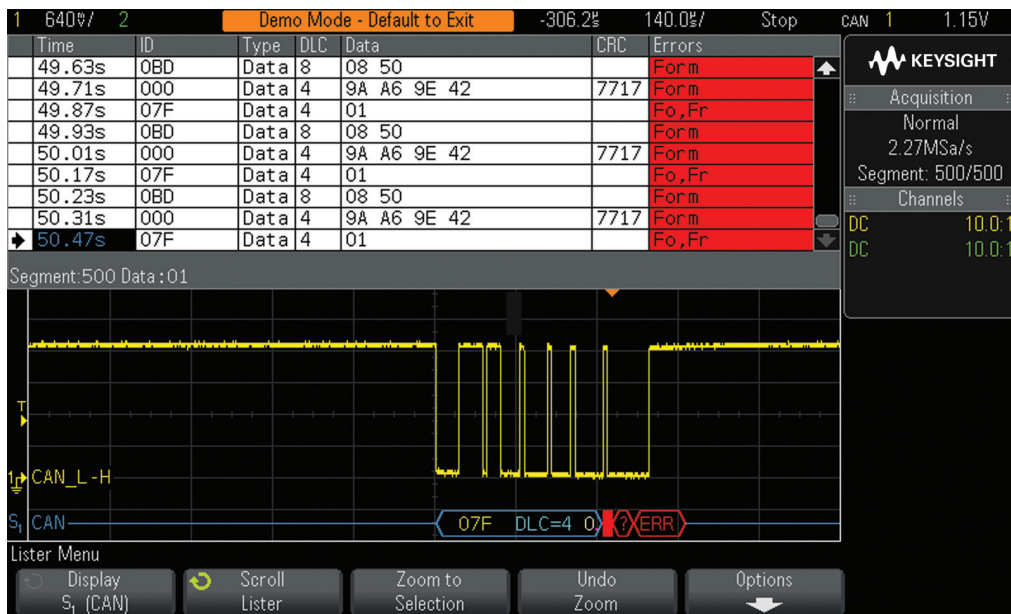 1 640㎷/ 2 Demo Mode - Default to Exit -306.2㎲ 140.0㎲/ Stop CAN 1 1.15V
Time ID Type DLC Data CRC Errors
49.63s 0BD Data 8 08 50 Form
49.71s 000 Data 4 9A A6 9E 42 7717 Form
49.87s 07F Data 4 01 Fo,Fr
49.93s 0BD Data 8 08 50 Form
50.01s 000 Data 4 9A A6 9E 42 7717 Form
50.17s 07F Data 4 01 Fo,Fr
50.23s 0BD Data 8 08 50 Form
50.31s 000 Data 4 9A A6 9E 42 7717 Form
50.47s 07F Data 4 01 Fo,Fr
Segment:500 Data:01
KEYSIGHT
Acquisition
Normal
2.27MSa/s
Segment: 500/500
Channels
DC 10.0:1
DC 10.0:1
T
1 CAN_L-H
S1 CAN 07F DLC=4 0 ? ERR
Lister Menu
Display
S1 (CAN)
Scroll
Lister
Zoom to
Selection
Undo
Zoom
Options